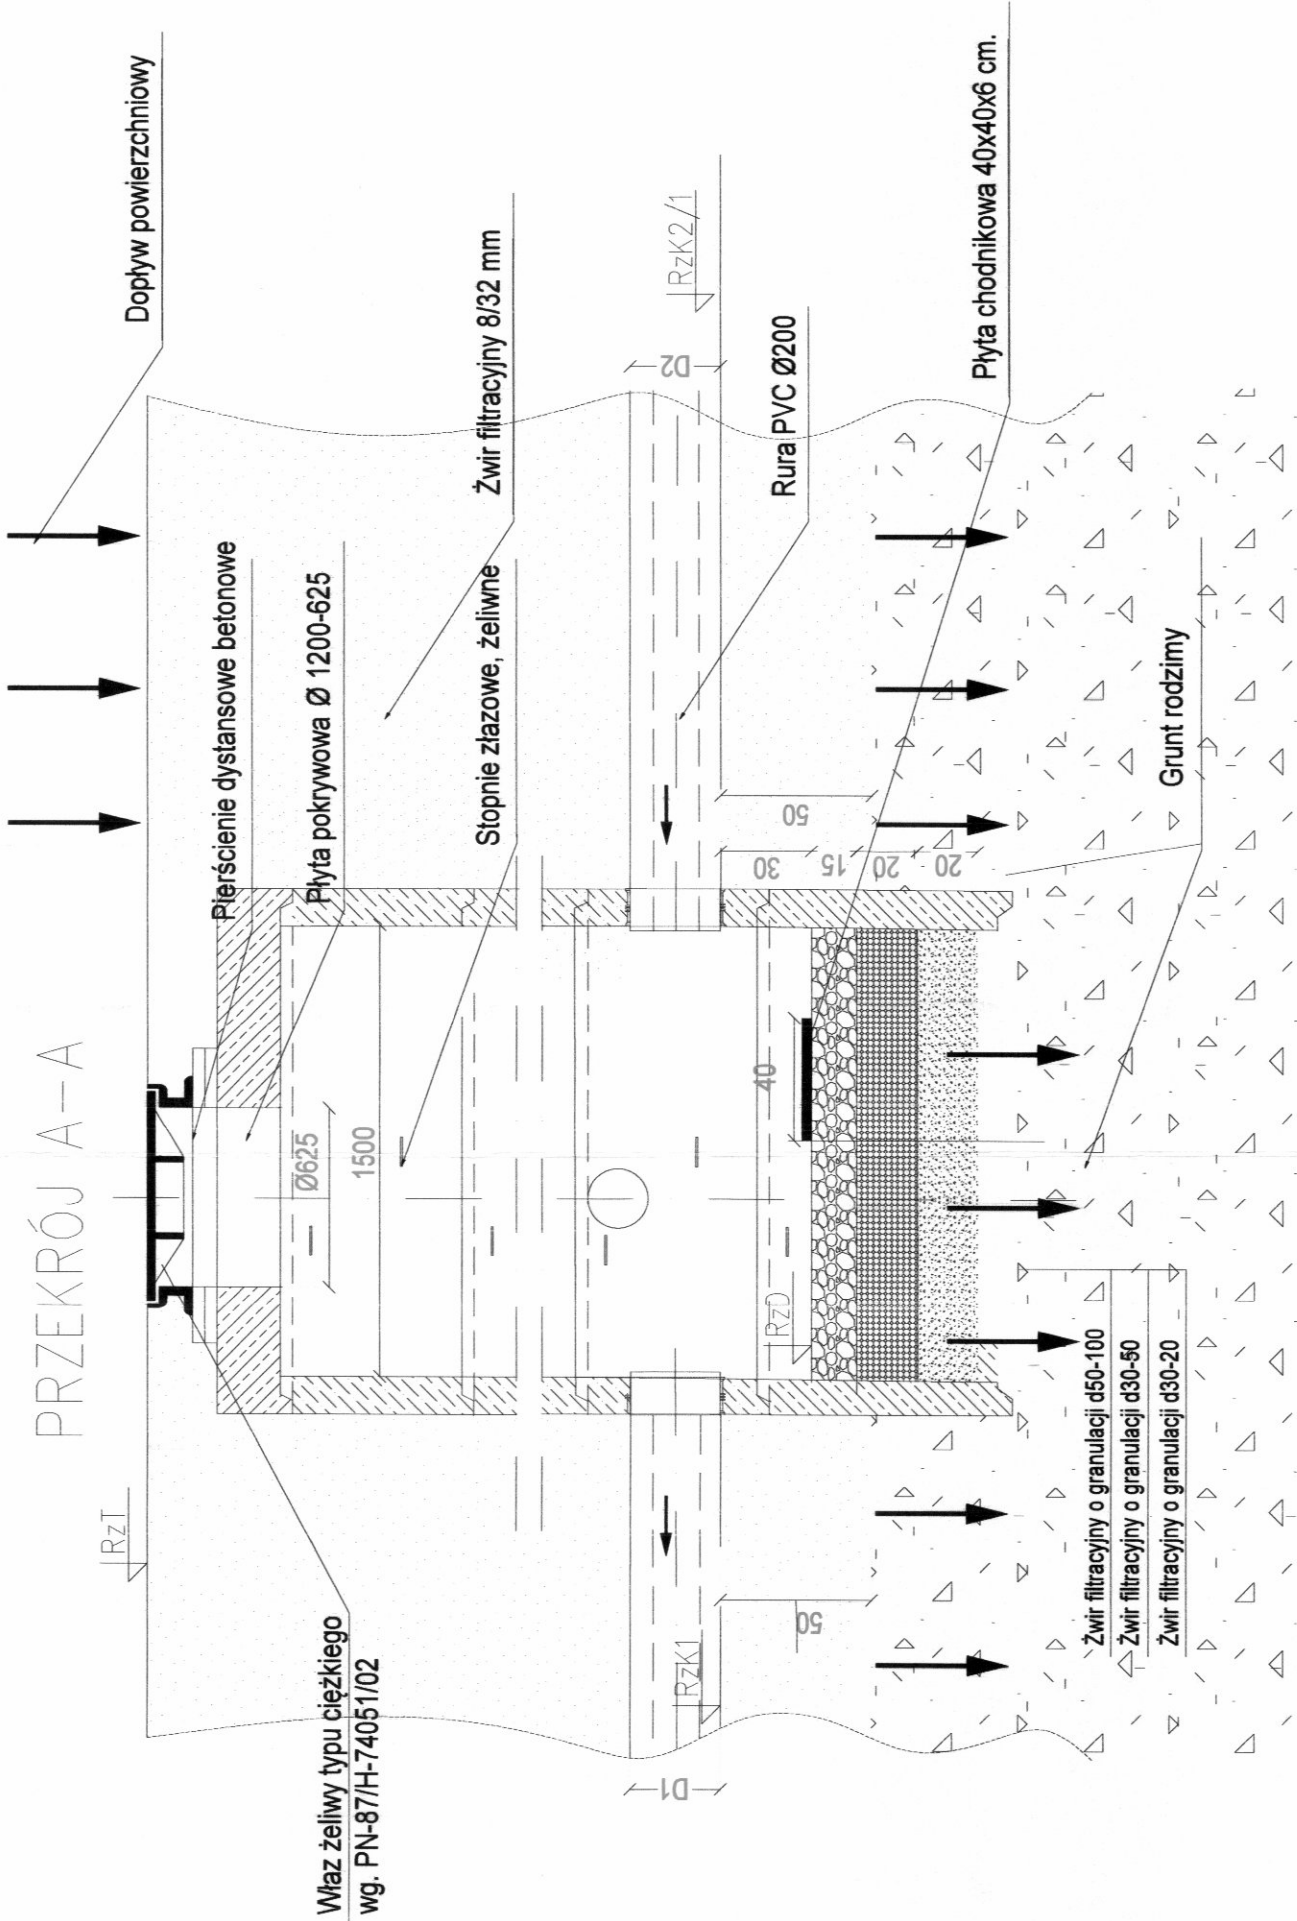 PRZEKRÓJ A-A
Dopływ powierzchniowy
RzT
Pierścienie dystansowe betonowe
Płyta pokrywowa Ø 1200-625
Właz żeliwy typu ciężkiego
wg. PN-87/H-74051/02
Ø625
1500
Żwir filtracyjny 8/32 mm
Stopnie złazowe, żeliwne
D2
RzK2/1
Rura PVC Ø200
D1
RzK1
RzD
40
50
50
30
15
20
20
Płyta chodnikowa 40x40x6 cm.
Grunt rodzimy
Żwir filtracyjny o granulacji d50-100
Żwir filtracyjny o granulacji d30-50
Żwir filtracyjny o granulacji d30-20